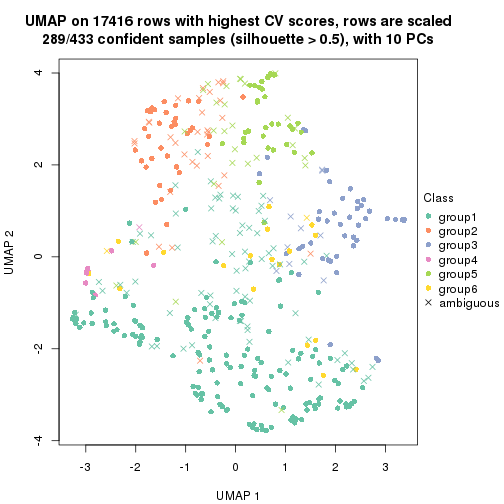 UMAP on 17416 rows with highest CV scores, rows are scaled
289/433 confident samples (silhouette > 0.5), with 10 PCs
4
2
0
-2
-4
UMAP 2
-3
-2
-1
0
1
2
3
UMAP 1
Class
group1
group2
group3
group4
group5
group6
ambiguous